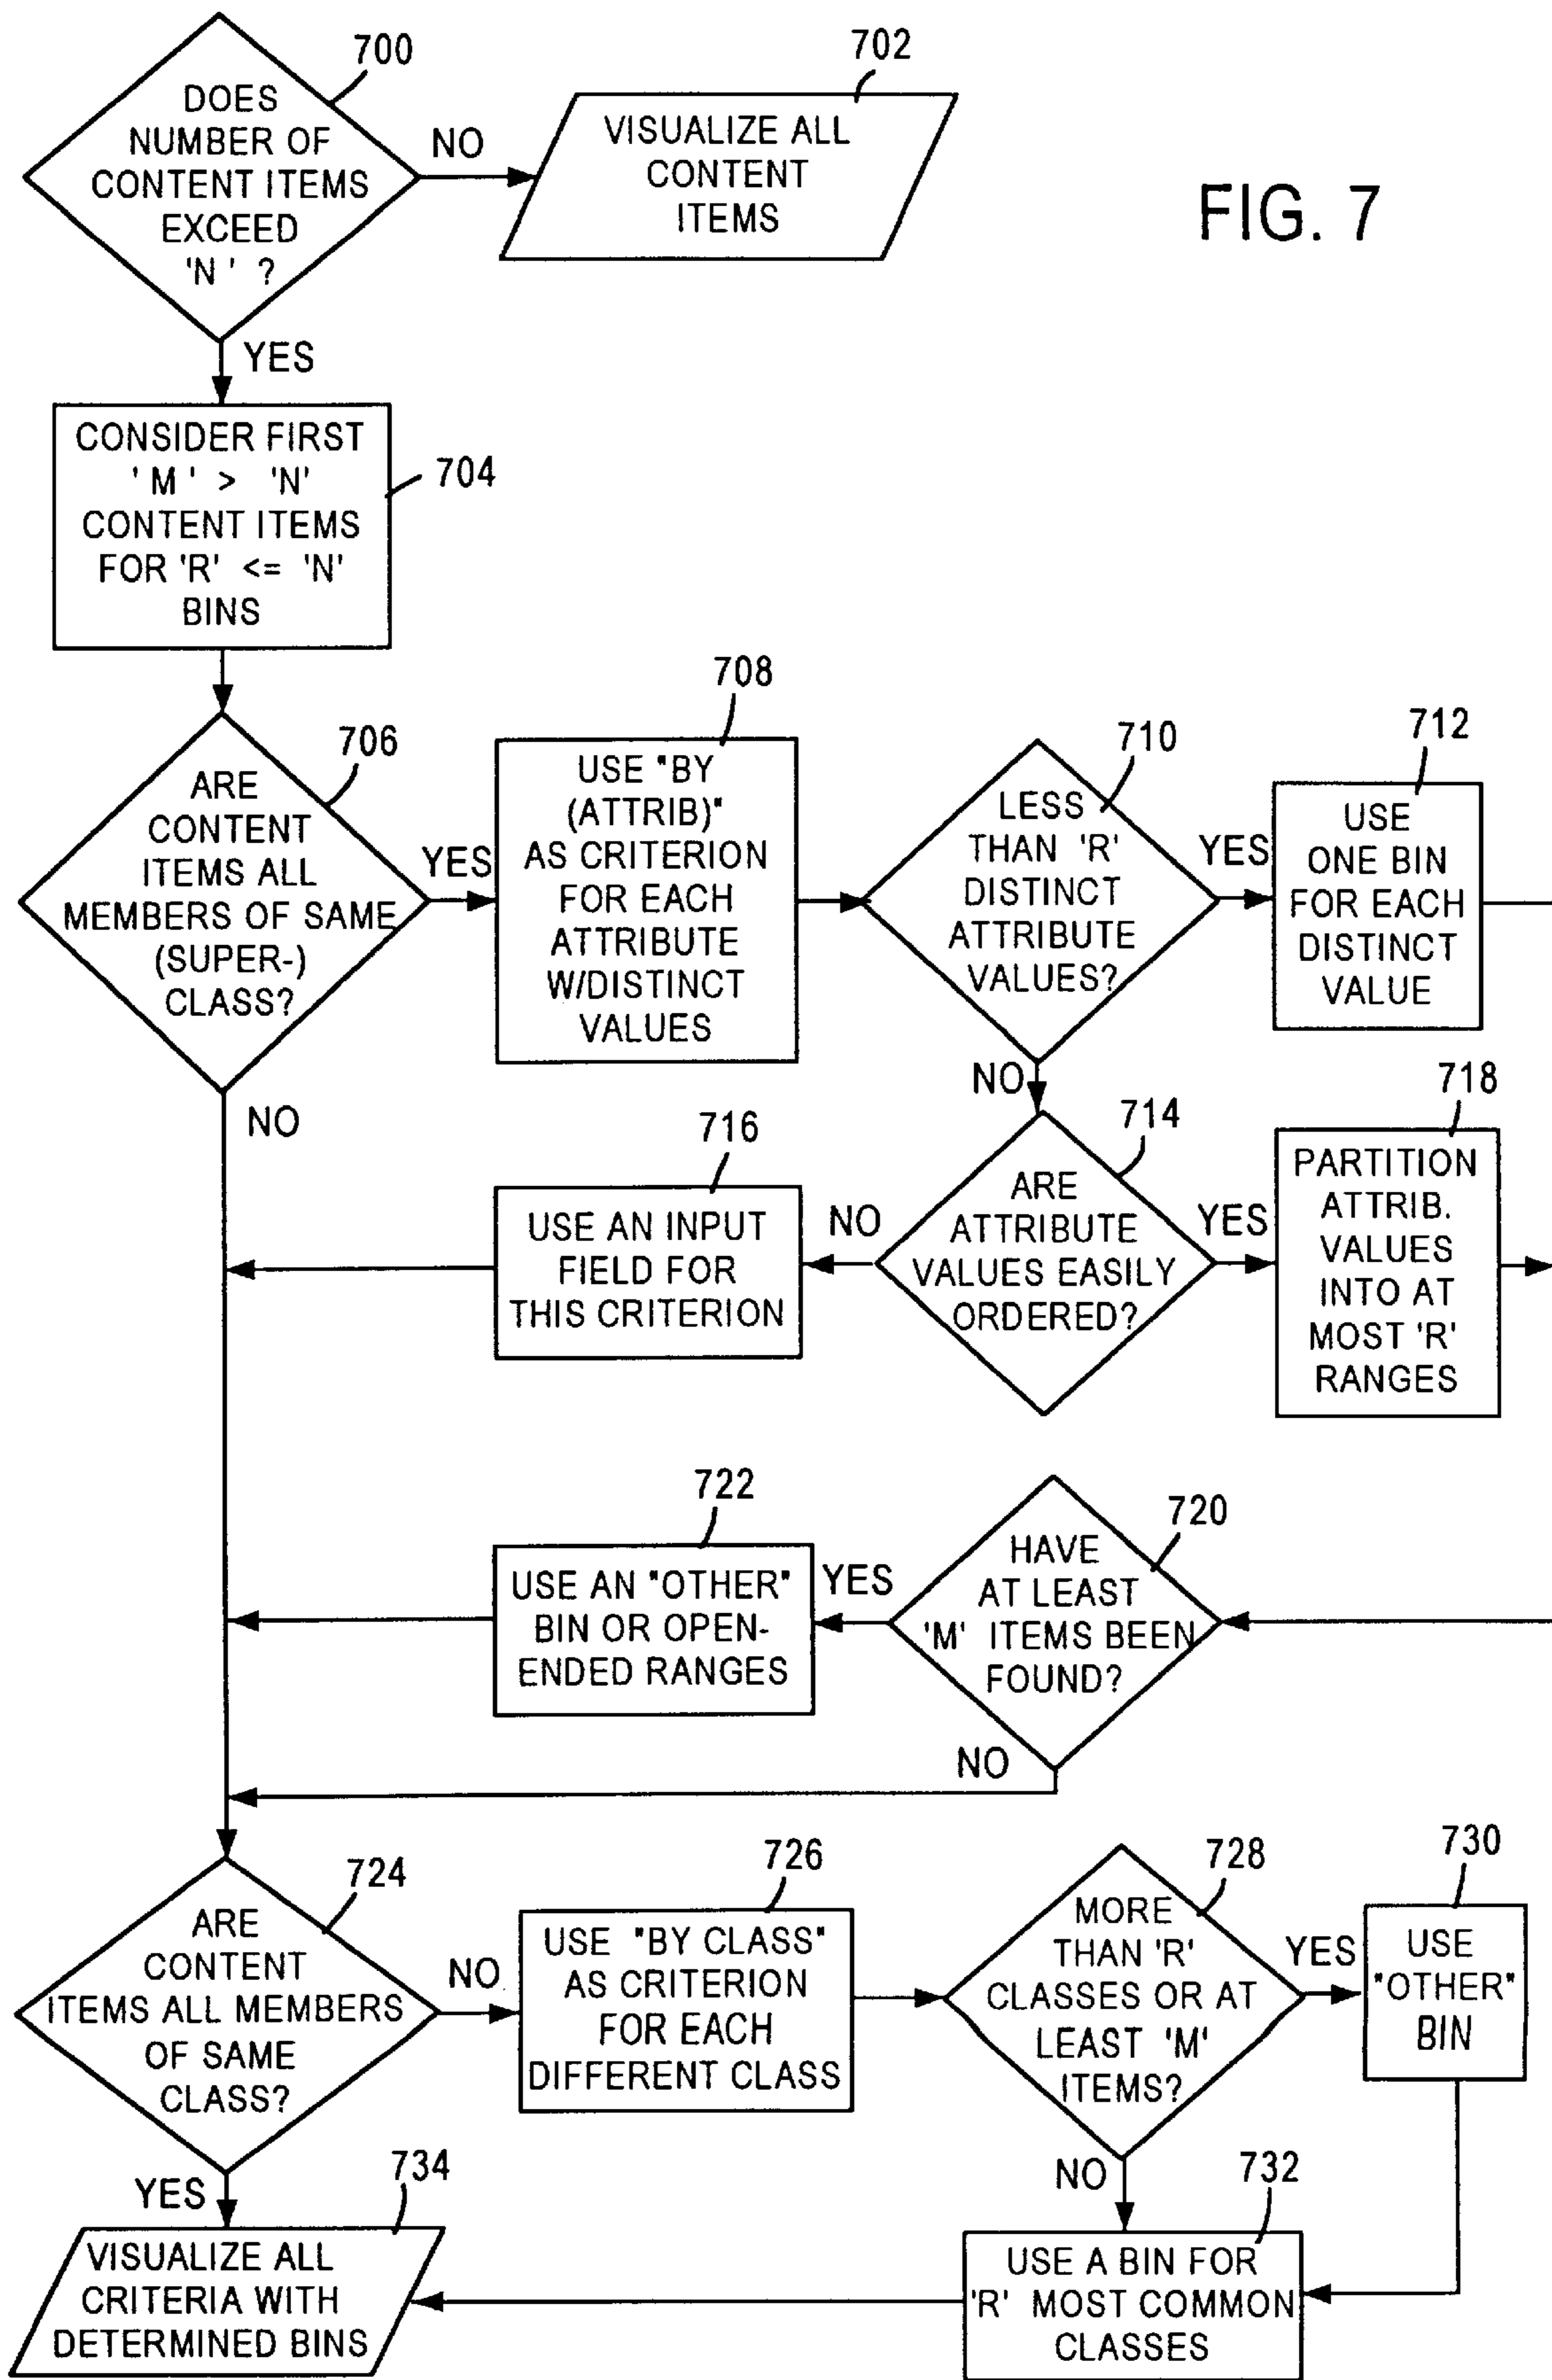 700
DOES
NUMBER OF
CONTENT ITEMS
EXCEED
'N' ?
NO
702
VISUALIZE ALL
CONTENT
ITEMS
FIG. 7
YES
CONSIDER FIRST
'M' > 'N'
CONTENT ITEMS
FOR 'R' <= 'N'
BINS
704
706
ARE
CONTENT
ITEMS ALL
MEMBERS OF SAME
(SUPER-)
CLASS?
YES
708
USE "BY
(ATTRIB)"
AS CRITERION
FOR EACH
ATTRIBUTE
W/DISTINCT
VALUES
710
LESS
THAN 'R'
DISTINCT
ATTRIBUTE
VALUES?
YES
712
USE
ONE BIN
FOR EACH
DISTINCT
VALUE
NO
NO
714
ARE
ATTRIBUTE
VALUES EASILY
ORDERED?
NO
716
USE AN INPUT
FIELD FOR
THIS CRITERION
YES
718
PARTITION
ATTRIB.
VALUES
INTO AT
MOST 'R'
RANGES
720
HAVE
AT LEAST
'M' ITEMS BEEN
FOUND?
YES
722
USE AN "OTHER"
BIN OR OPEN-
ENDED RANGES
NO
724
ARE
CONTENT
ITEMS ALL MEMBERS
OF SAME
CLASS?
NO
726
USE "BY CLASS"
AS CRITERION
FOR EACH
DIFFERENT CLASS
728
MORE
THAN 'R'
CLASSES OR AT
LEAST 'M'
ITEMS?
YES
730
USE
"OTHER"
BIN
NO
732
USE A BIN FOR
'R' MOST COMMON
CLASSES
YES
734
VISUALIZE ALL
CRITERIA WITH
DETERMINED BINS